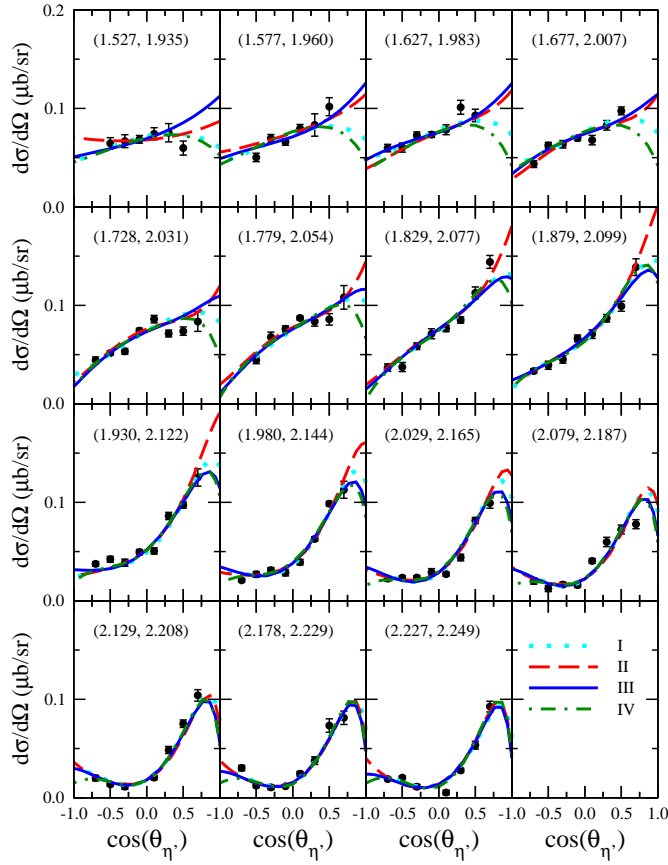 0.2
(1.527, 1.935) (1.577, 1.960) (1.627, 1.983) (1.677, 2.007)
dσ/dΩ (μb/sr)
0.1
0.0
(1.728, 2.031) (1.779, 2.054) (1.829, 2.077) (1.879, 2.099)
dσ/dΩ (μb/sr)
0.1
0.0
(1.930, 2.122) (1.980, 2.144) (2.029, 2.165) (2.079, 2.187)
dσ/dΩ (μb/sr)
0.1
0.0
(2.129, 2.208) (2.178, 2.229) (2.227, 2.249)
dσ/dΩ (μb/sr)
0.1
I
II
III
IV
0.0
-1.0 -0.5 0.0 0.5 -1.0 -0.5 0.0 0.5 -1.0 -0.5 0.0 0.5 -1.0 -0.5 0.0 0.5 1.0
cos(θη') cos(θη') cos(θη') cos(θη')